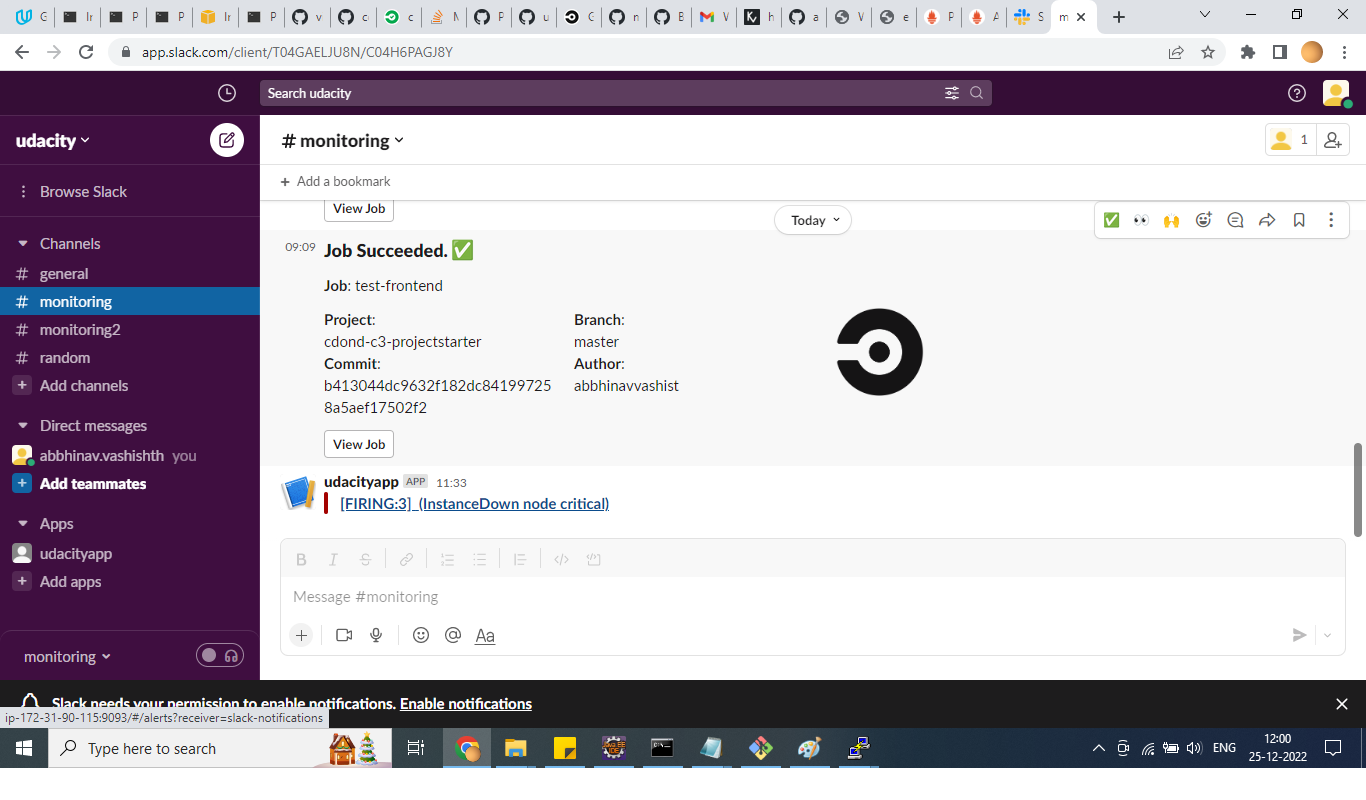 app.slack.com/client/T04GAELJU8N/C04H6PAGJ8Y
Search udacity
udacity
# monitoring
1
Browse Slack
+ Add a bookmark
View Job
Today
Channels
# general
# monitoring
# monitoring2
# random
+ Add channels
Direct messages
abbhinav.vashishth you
+ Add teammates
Apps
udacityapp
+ Add apps
monitoring
09:09 Job Succeeded. ✅
Job: test-frontend
Project: Branch:
cdond-c3-projectstarter master
Commit: Author:
b413044dc9632f182dc84199725 abbhinavvashist
8a5aef17502f2
View Job
udacityapp APP 11:33
[FIRING:3] (InstanceDown node critical)
B I S
Message #monitoring
+ @ Aa
Slack needs your permission to enable notifications. Enable notifications
ip-172-31-90-115:9093/#/alerts?receiver=slack-notifications
Type here to search
ENG
12:00
25-12-2022